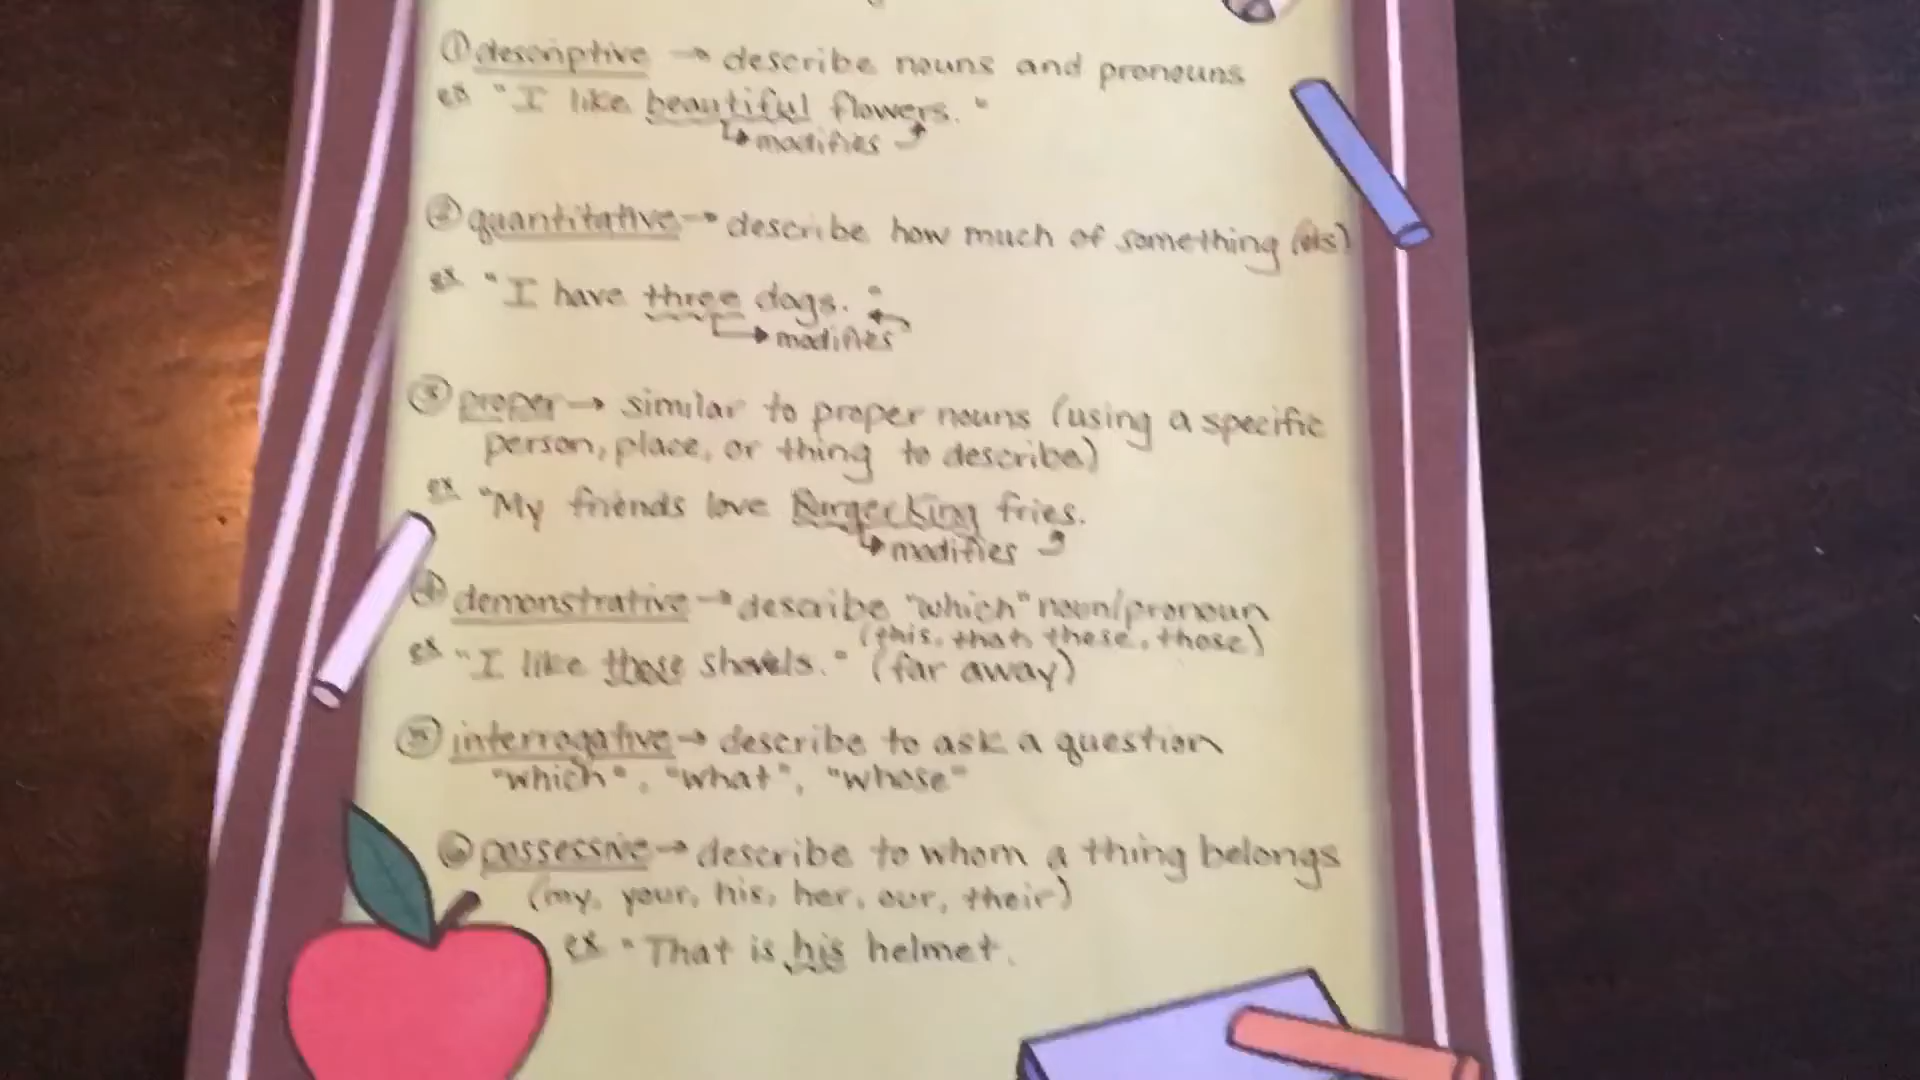 ① descriptive → describe nouns and pronouns
ex "I like beautiful flowers."
↳ modifies
② quantitative → describe how much of something (#s)
ex "I have three dogs."
↳ modifies
③ proper → similar to proper nouns (using a specific
person, place, or thing to describe)
ex "My friends love Burger King fries.
↳ modifies
④ demonstrative → describe "which" noun/pronoun
(this, that, these, those)
ex "I like those shovels." (far away)
⑤ interrogative → describe to ask a question
"which", "what", "whose"
⑥ possessive → describe to whom a thing belongs
(my, your, his, her, our, their)
ex "That is his helmet.